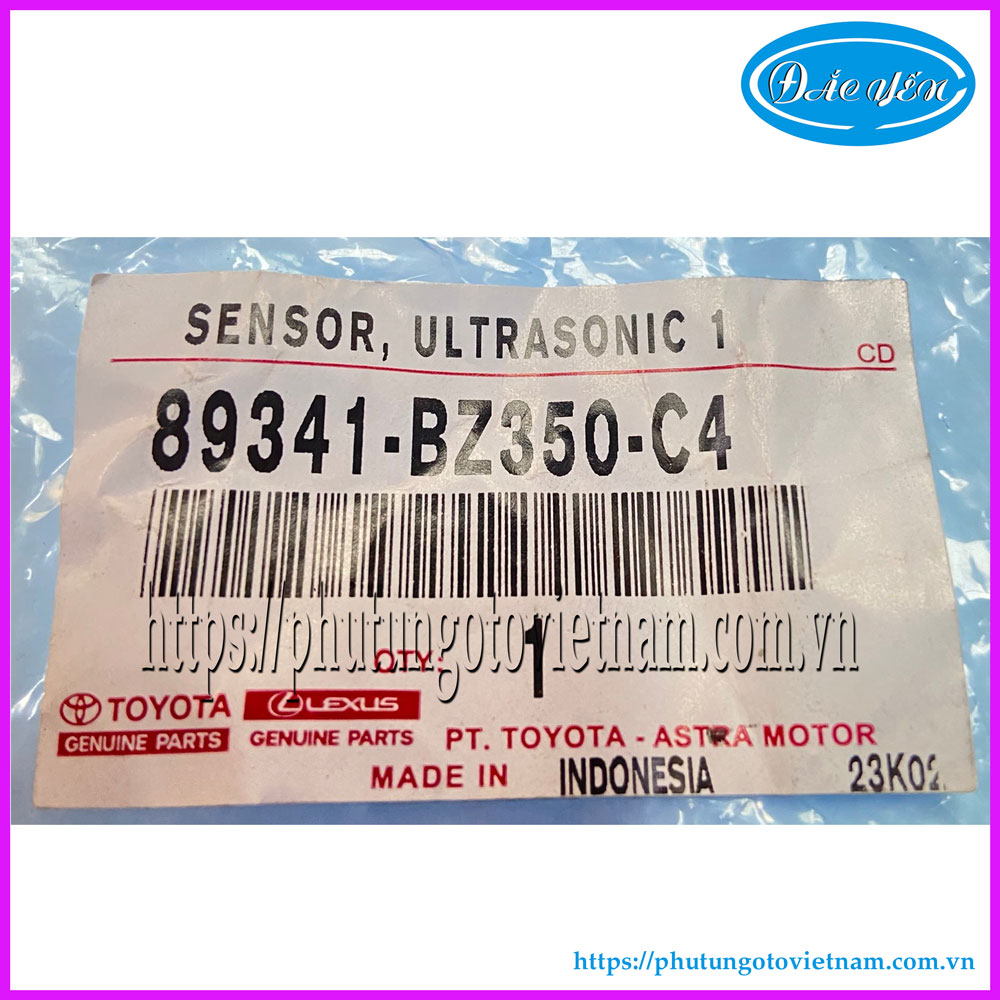 ĐẮC YẾN
SENSOR, ULTRASONIC 1
CD
89341-BZ350-C4
https://phutungotovietnam.com.vn
QTY: 1
TOYOTA LEXUS
GENUINE PARTS GENUINE PARTS PT. TOYOTA - ASTRA MOTOR
MADE IN INDONESIA 23K02
https://phutungotovietnam.com.vn